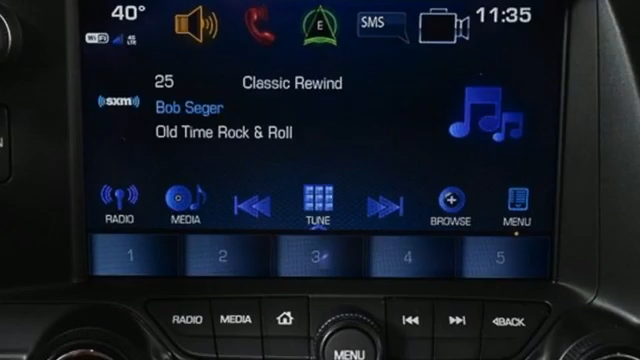 40° SMS 11:35
WiFi 4G LTE E
25 Classic Rewind
((sxm)) Bob Seger
Old Time Rock & Roll
RADIO MEDIA TUNE BROWSE MENU
1 2 3 4 5
RADIO MEDIA BACK
MENU